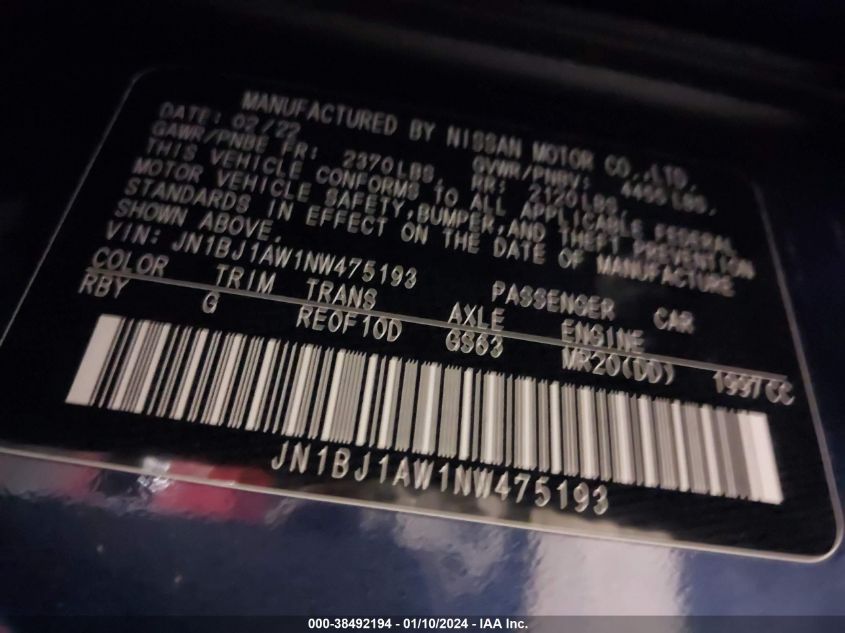 MANUFACTURED BY NISSAN MOTOR CO.,LTD.
DATE: 02/22 GVWR/PNBV: 4455 LBS.
GAWR/PNBE FR: 2370LBS. RR: 2120LBS
THIS VEHICLE CONFORMS TO ALL APPLICABLE FEDERAL
MOTOR VEHICLE SAFETY,BUMPER,AND THEFT PREVENTION
STANDARDS IN EFFECT ON THE DATE OF MANUFACTURE
SHOWN ABOVE.
VIN: JN1BJ1AW1NW475193 PASSENGER CAR
COLOR TRIM TRANS AXLE ENGINE
RBY G RE0F10D GS63 MR20(DD) 1997CC
JN1BJ1AW1NW475193
000-38492194 - 01/10/2024 - IAA Inc.